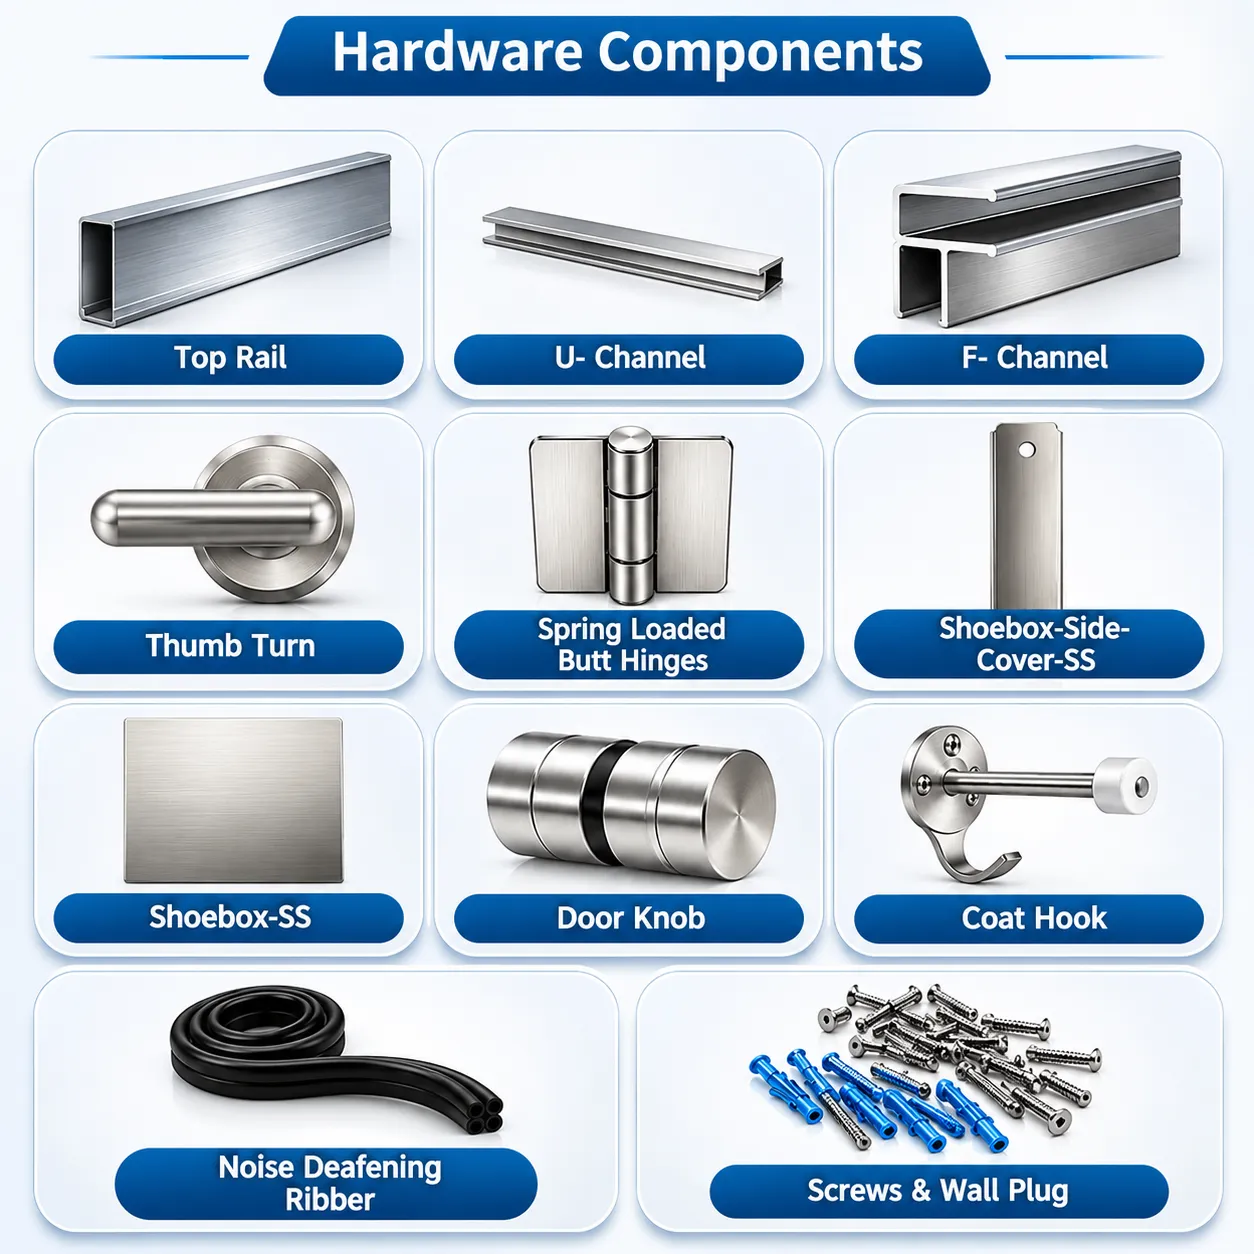 Hardware Components
Top Rail
U- Channel
F- Channel
Thumb Turn
Spring Loaded
Butt Hinges
Shoebox-Side-
Cover-SS
Shoebox-SS
Door Knob
Coat Hook
Noise Deafening
Ribber
Screws & Wall Plug